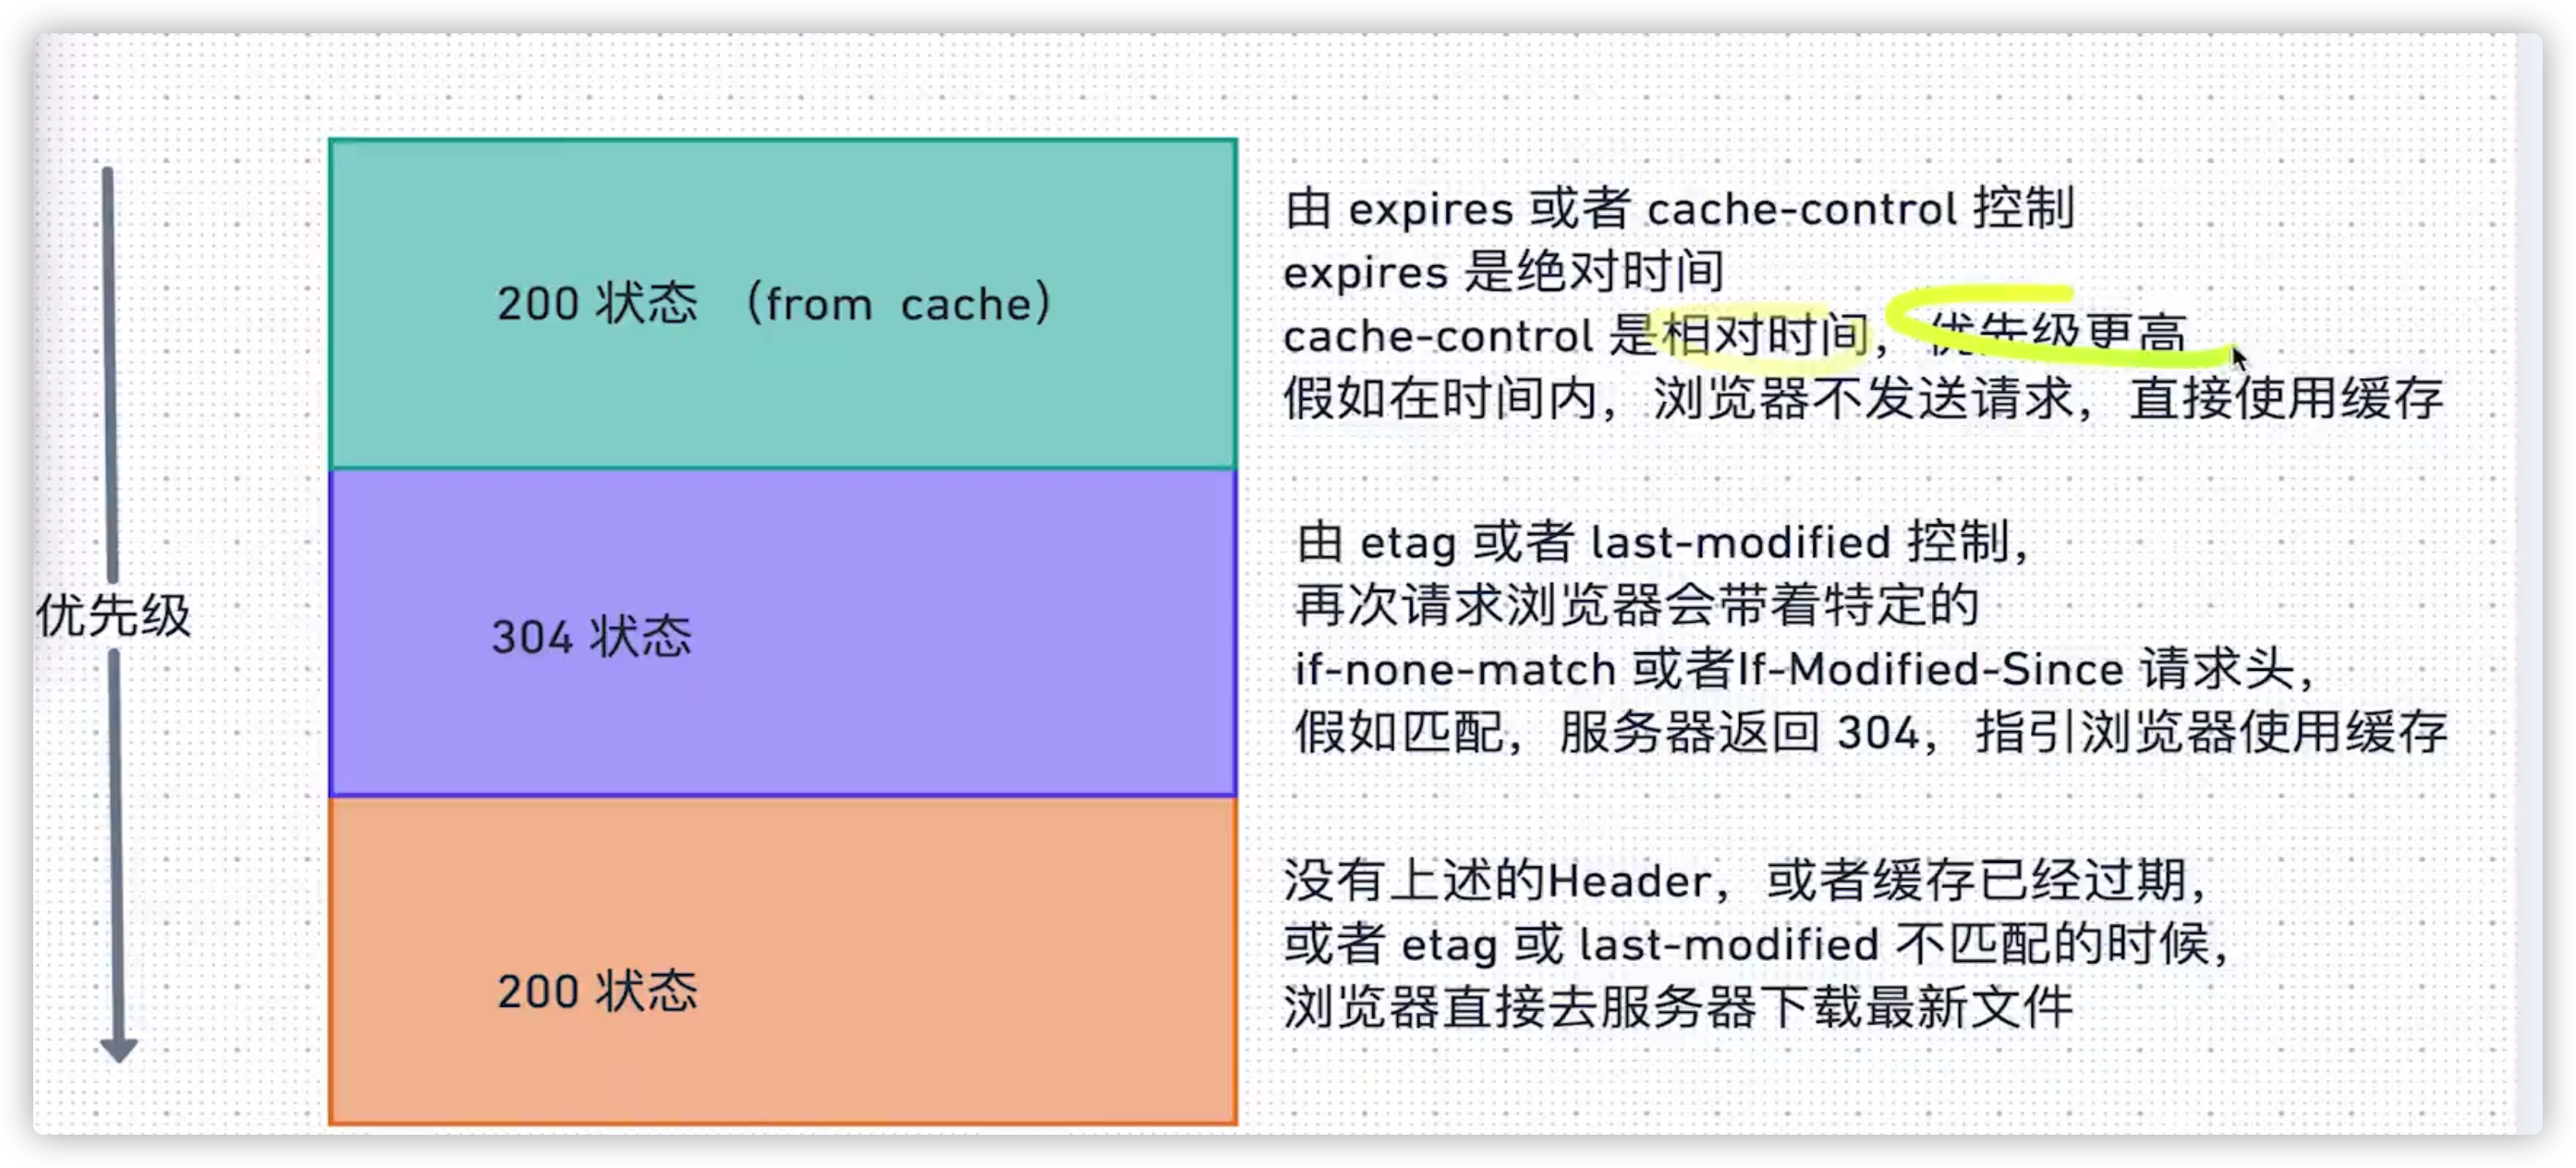 优先级
200 状态 （from cache）
由 expires 或者 cache-control 控制
expires 是绝对时间
cache-control 是相对时间，优先级更高
假如在时间内，浏览器不发送请求，直接使用缓存
304 状态
由 etag 或者 last-modified 控制，
再次请求浏览器会带着特定的
if-none-match 或者If-Modified-Since 请求头，
假如匹配，服务器返回 304，指引浏览器使用缓存
200 状态
没有上述的Header，或者缓存已经过期，
或者 etag 或 last-modified 不匹配的时候，
浏览器直接去服务器下载最新文件